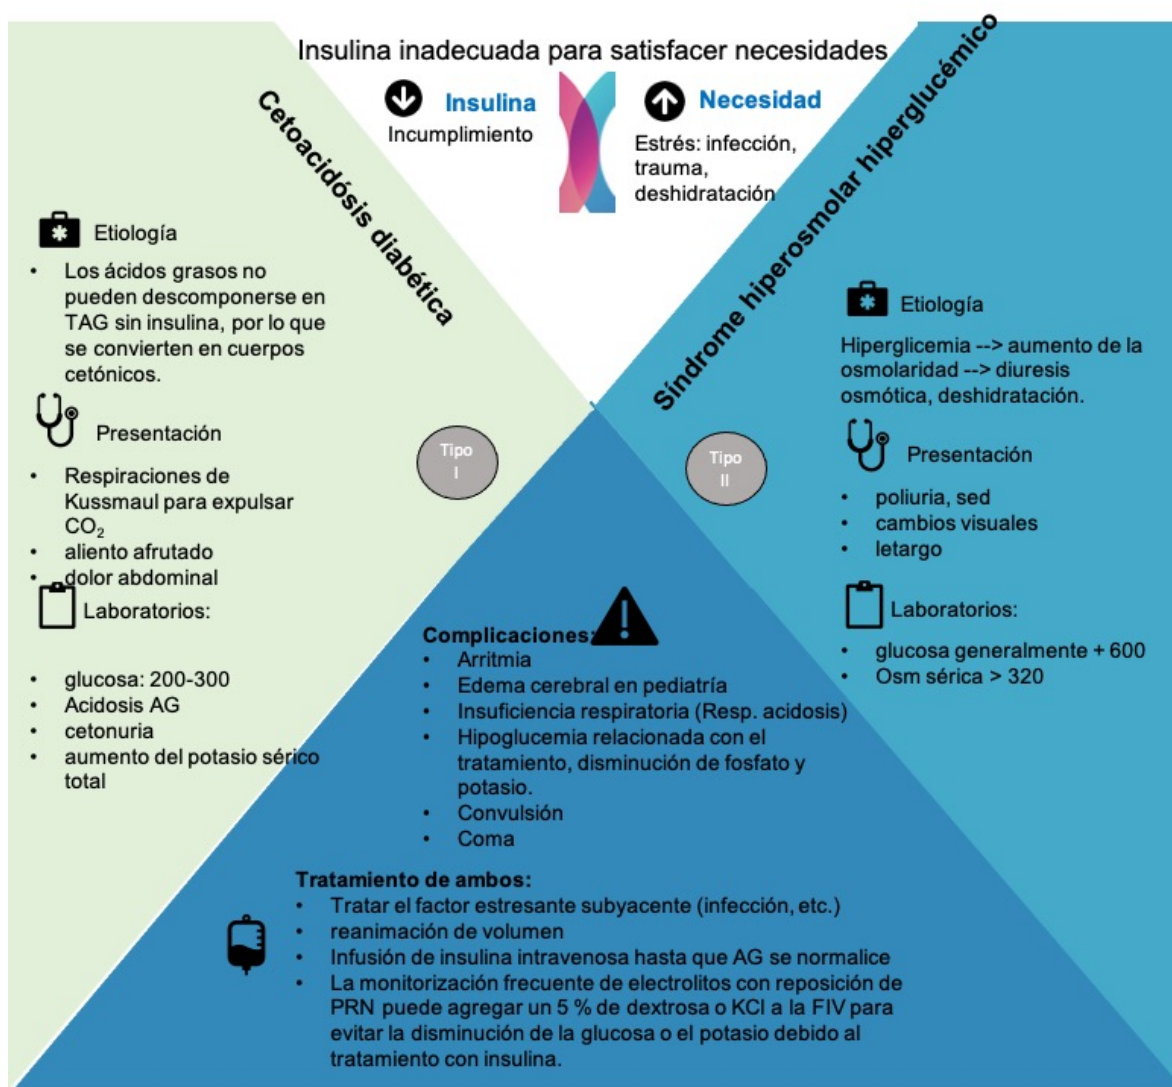 Insulina inadecuada para satisfacer necesidades
Insulina
Incumplimiento
Necesidad
Estrés: infección,
trauma,
deshidratación
Cetoacidósis diabética
Etiología
• Los ácidos grasos no
pueden descomponerse en
TAG sin insulina, por lo que
se convierten en cuerpos
cetónicos.
Presentación
• Respiraciones de
Kussmaul para expulsar
CO₂
• aliento afrutado
• dolor abdominal
Laboratorios:
• glucosa: 200-300
• Acidosis AG
• cetonuria
• aumento del potasio sérico
total
Tipo
I
Síndrome hiperosmolar hiperglucémico
Etiología
Hiperglicemia --> aumento de la
osmolaridad --> diuresis
osmótica, deshidratación.
Presentación
• poliuria, sed
• cambios visuales
• letargo
Laboratorios:
• glucosa generalmente + 600
• Osm sérica > 320
Tipo
II
Complicaciones:
• Arritmia
• Edema cerebral en pediatría
• Insuficiencia respiratoria (Resp. acidosis)
• Hipoglucemia relacionada con el
tratamiento, disminución de fosfato y
potasio.
• Convulsión
• Coma
Tratamiento de ambos:
• Tratar el factor estresante subyacente (infección, etc.)
• reanimación de volumen
• Infusión de insulina intravenosa hasta que AG se normalice
• La monitorización frecuente de electrolitos con reposición de
PRN puede agregar un 5 % de dextrosa o KCl a la FIV para
evitar la disminución de la glucosa o el potasio debido al
tratamiento con insulina.